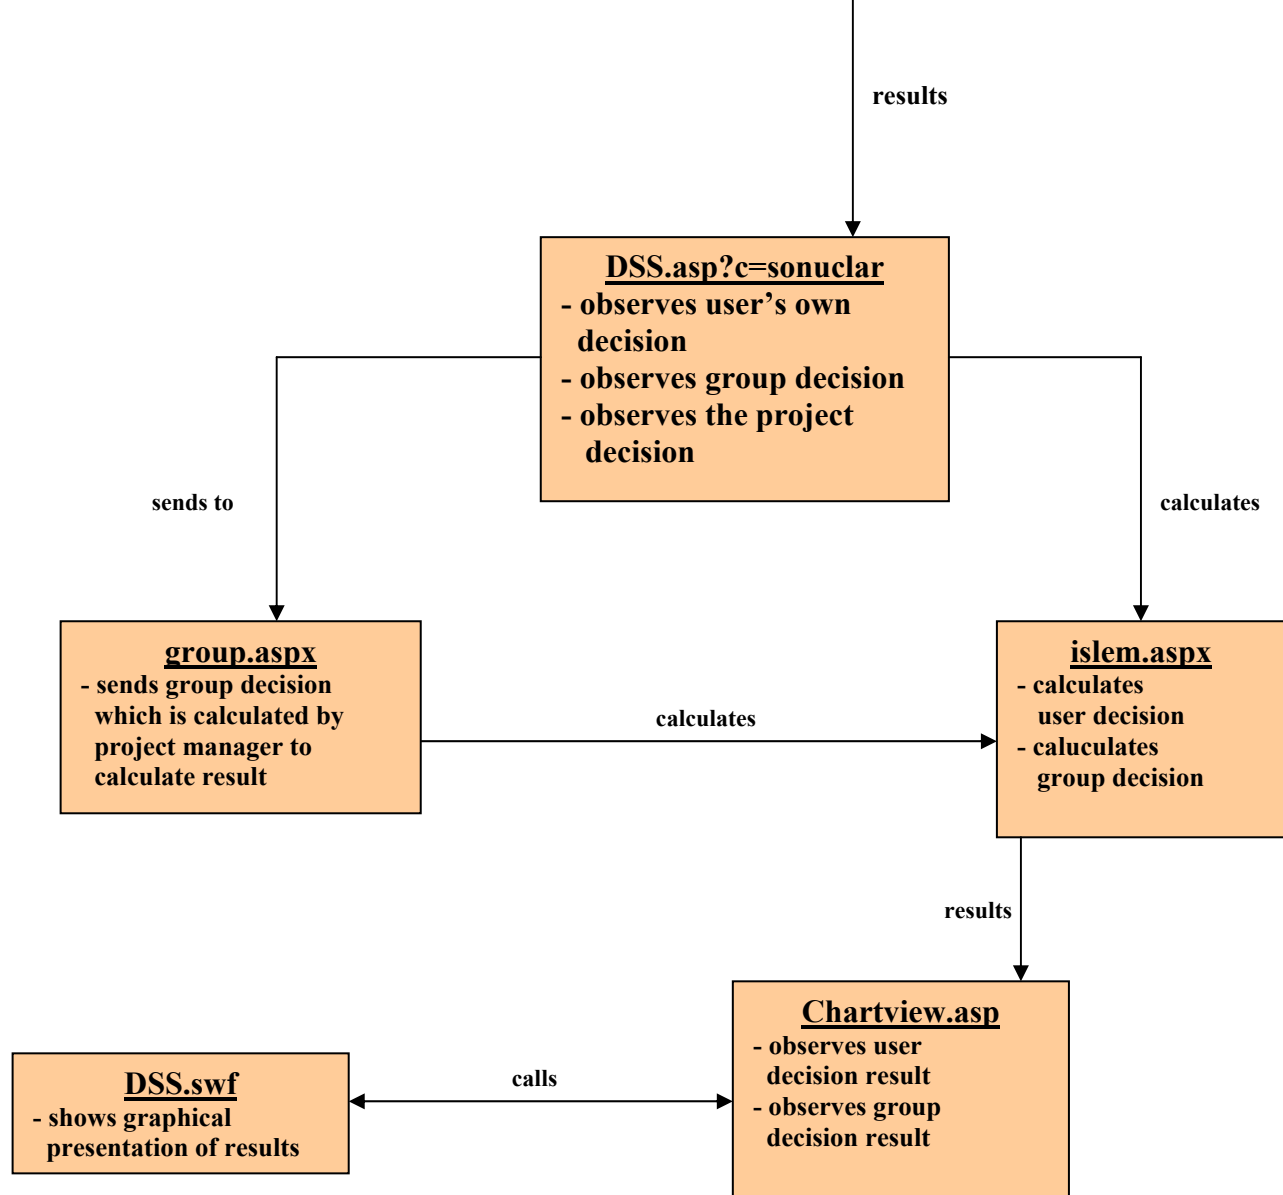 results
DSS.asp?c=sonuclar
- observes user’s own
decision
- observes group decision
- observes the project
decision
sends to
calculates
group.aspx
- sends group decision
which is calculated by
project manager to
calculate result
calculates
islem.aspx
- calculates
user decision
- caluculates
group decision
results
Chartview.asp
- observes user
decision result
- observes group
decision result
calls
DSS.swf
- shows graphical
presentation of results